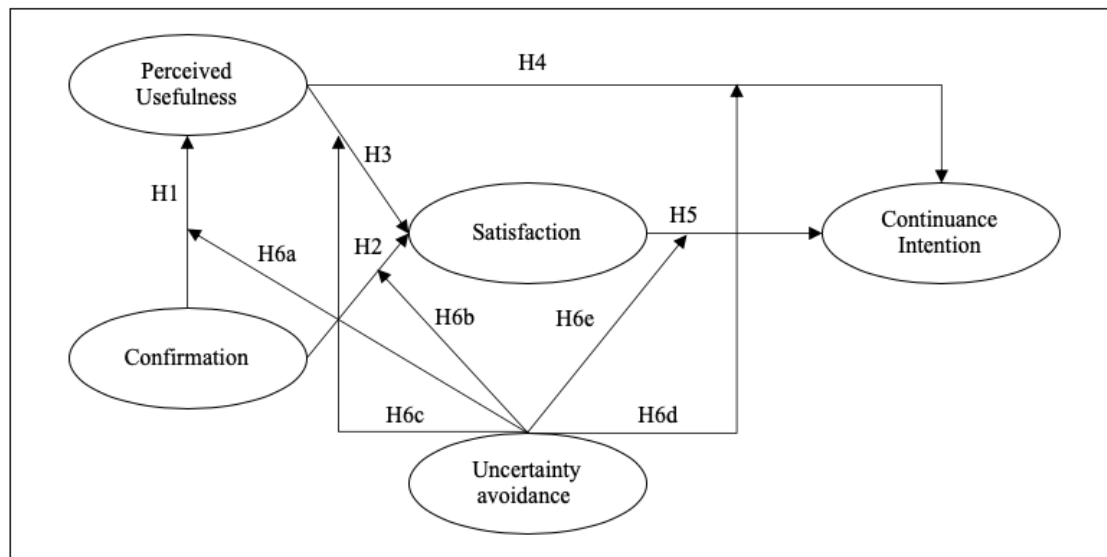 Perceived
Usefulness
H4
H3
H1
H2
Satisfaction
H5
Continuance
Intention
H6a
H6b
H6e
Confirmation
H6c
H6d
Uncertainty
avoidance